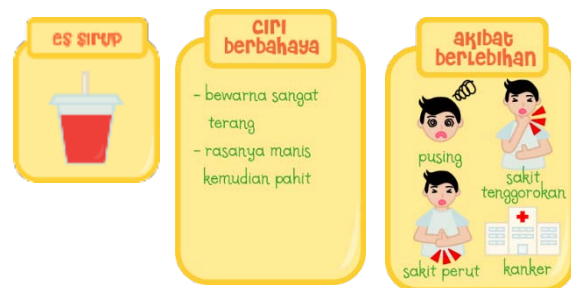 es sirup
ciri
berbahaya
- bewarna sangat
terang
- rasanya manis
kemudian pahit
akibat
berlebihan
pusing
sakit
tenggorokan
sakit perut
kanker